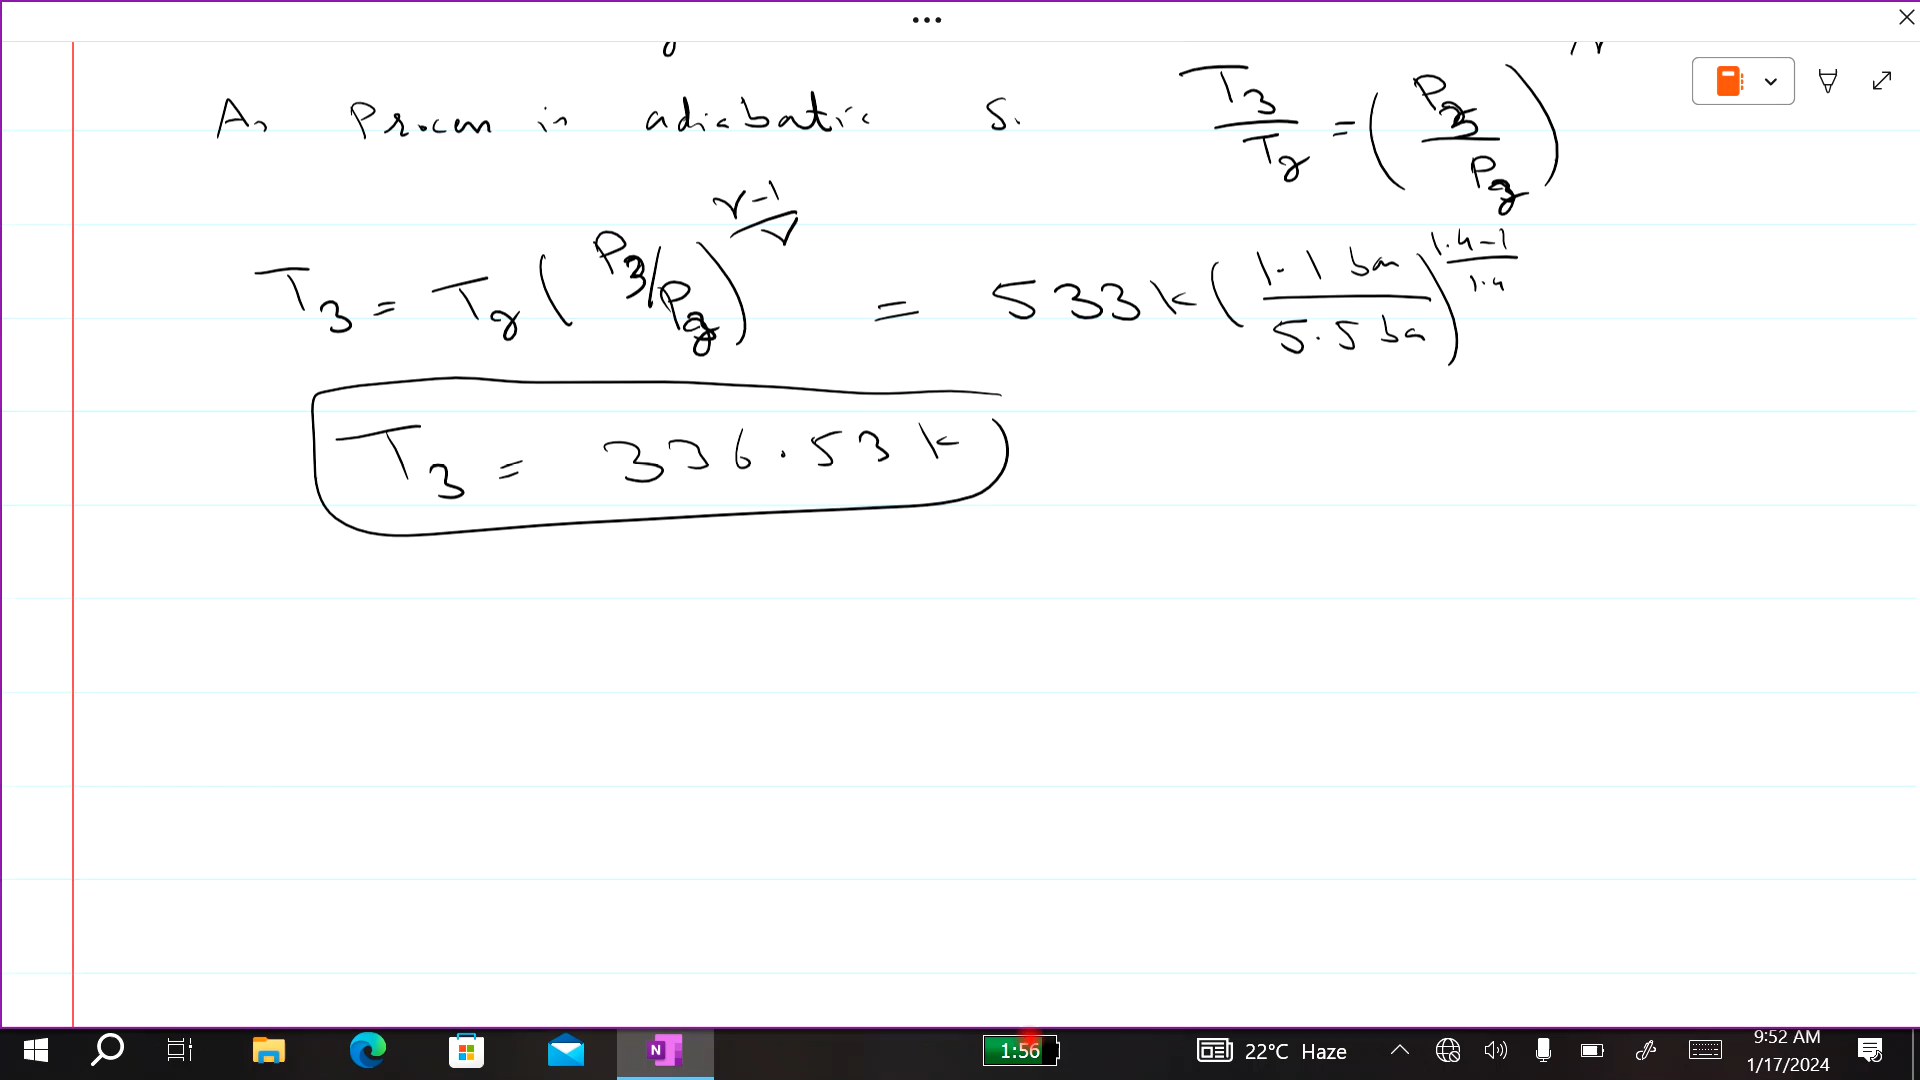 As Process is adiabatic So T3/T2 = (P3/P2)
T3 = T2 (P3/P2)^(γ-1)/γ = 533 K (1.1 bar / 5.5 bar)^(1.4-1)/1.4
T3 = 336.53 K
1:56
22°C Haze
9:52 AM
1/17/2024